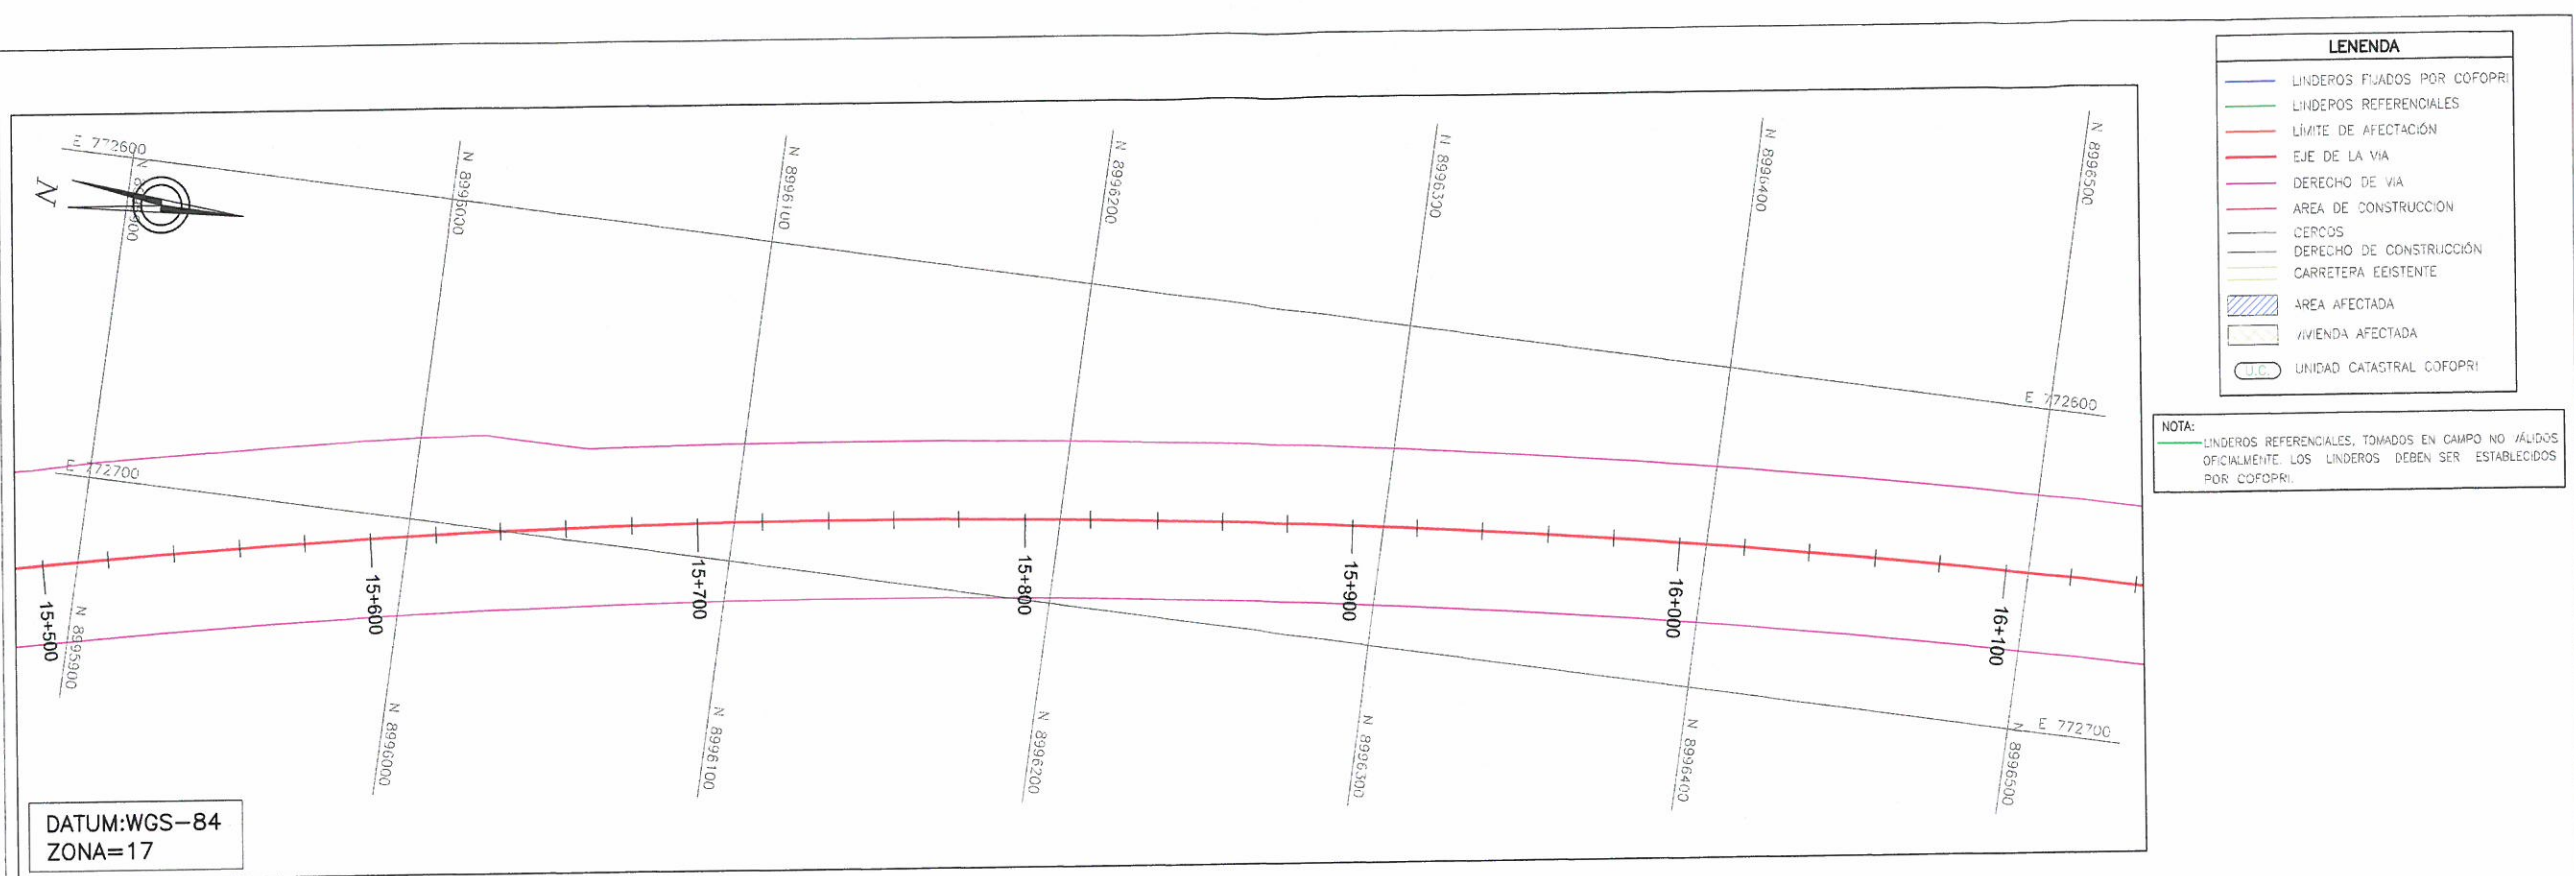 LENENDA
LINDEROS FIJADOS POR COFOPRI
LINDEROS REFERENCIALES
LÍMITE DE AFECTACIÓN
EJE DE LA VÍA
DERECHO DE VIA
AREA DE CONSTRUCCION
CERCOS
DERECHO DE CONSTRUCCIÓN
CARRETERA EEISTENTE
AREA AFECTADA
VIVIENDA AFECTADA
U.C. UNIDAD CATASTRAL COFOPRI
NOTA:
LINDEROS REFERENCIALES, TOMADOS EN CAMPO NO VÁLIDOS
OFICIALMENTE. LOS LINDEROS DEBEN SER ESTABLECIDOS
POR COFOPRI.
E 772600
N
N 8996000
N 8996100
N 8996200
N 8996300
N 8996400
N 8996500
E 772600
E 772700
15+500
15+600
15+700
15+800
15+900
16+000
16+100
N 8995900
N 8996000
N 8996100
N 8996200
N 8996300
N 8996400
N 8996500
E 772700
DATUM:WGS-84
ZONA=17